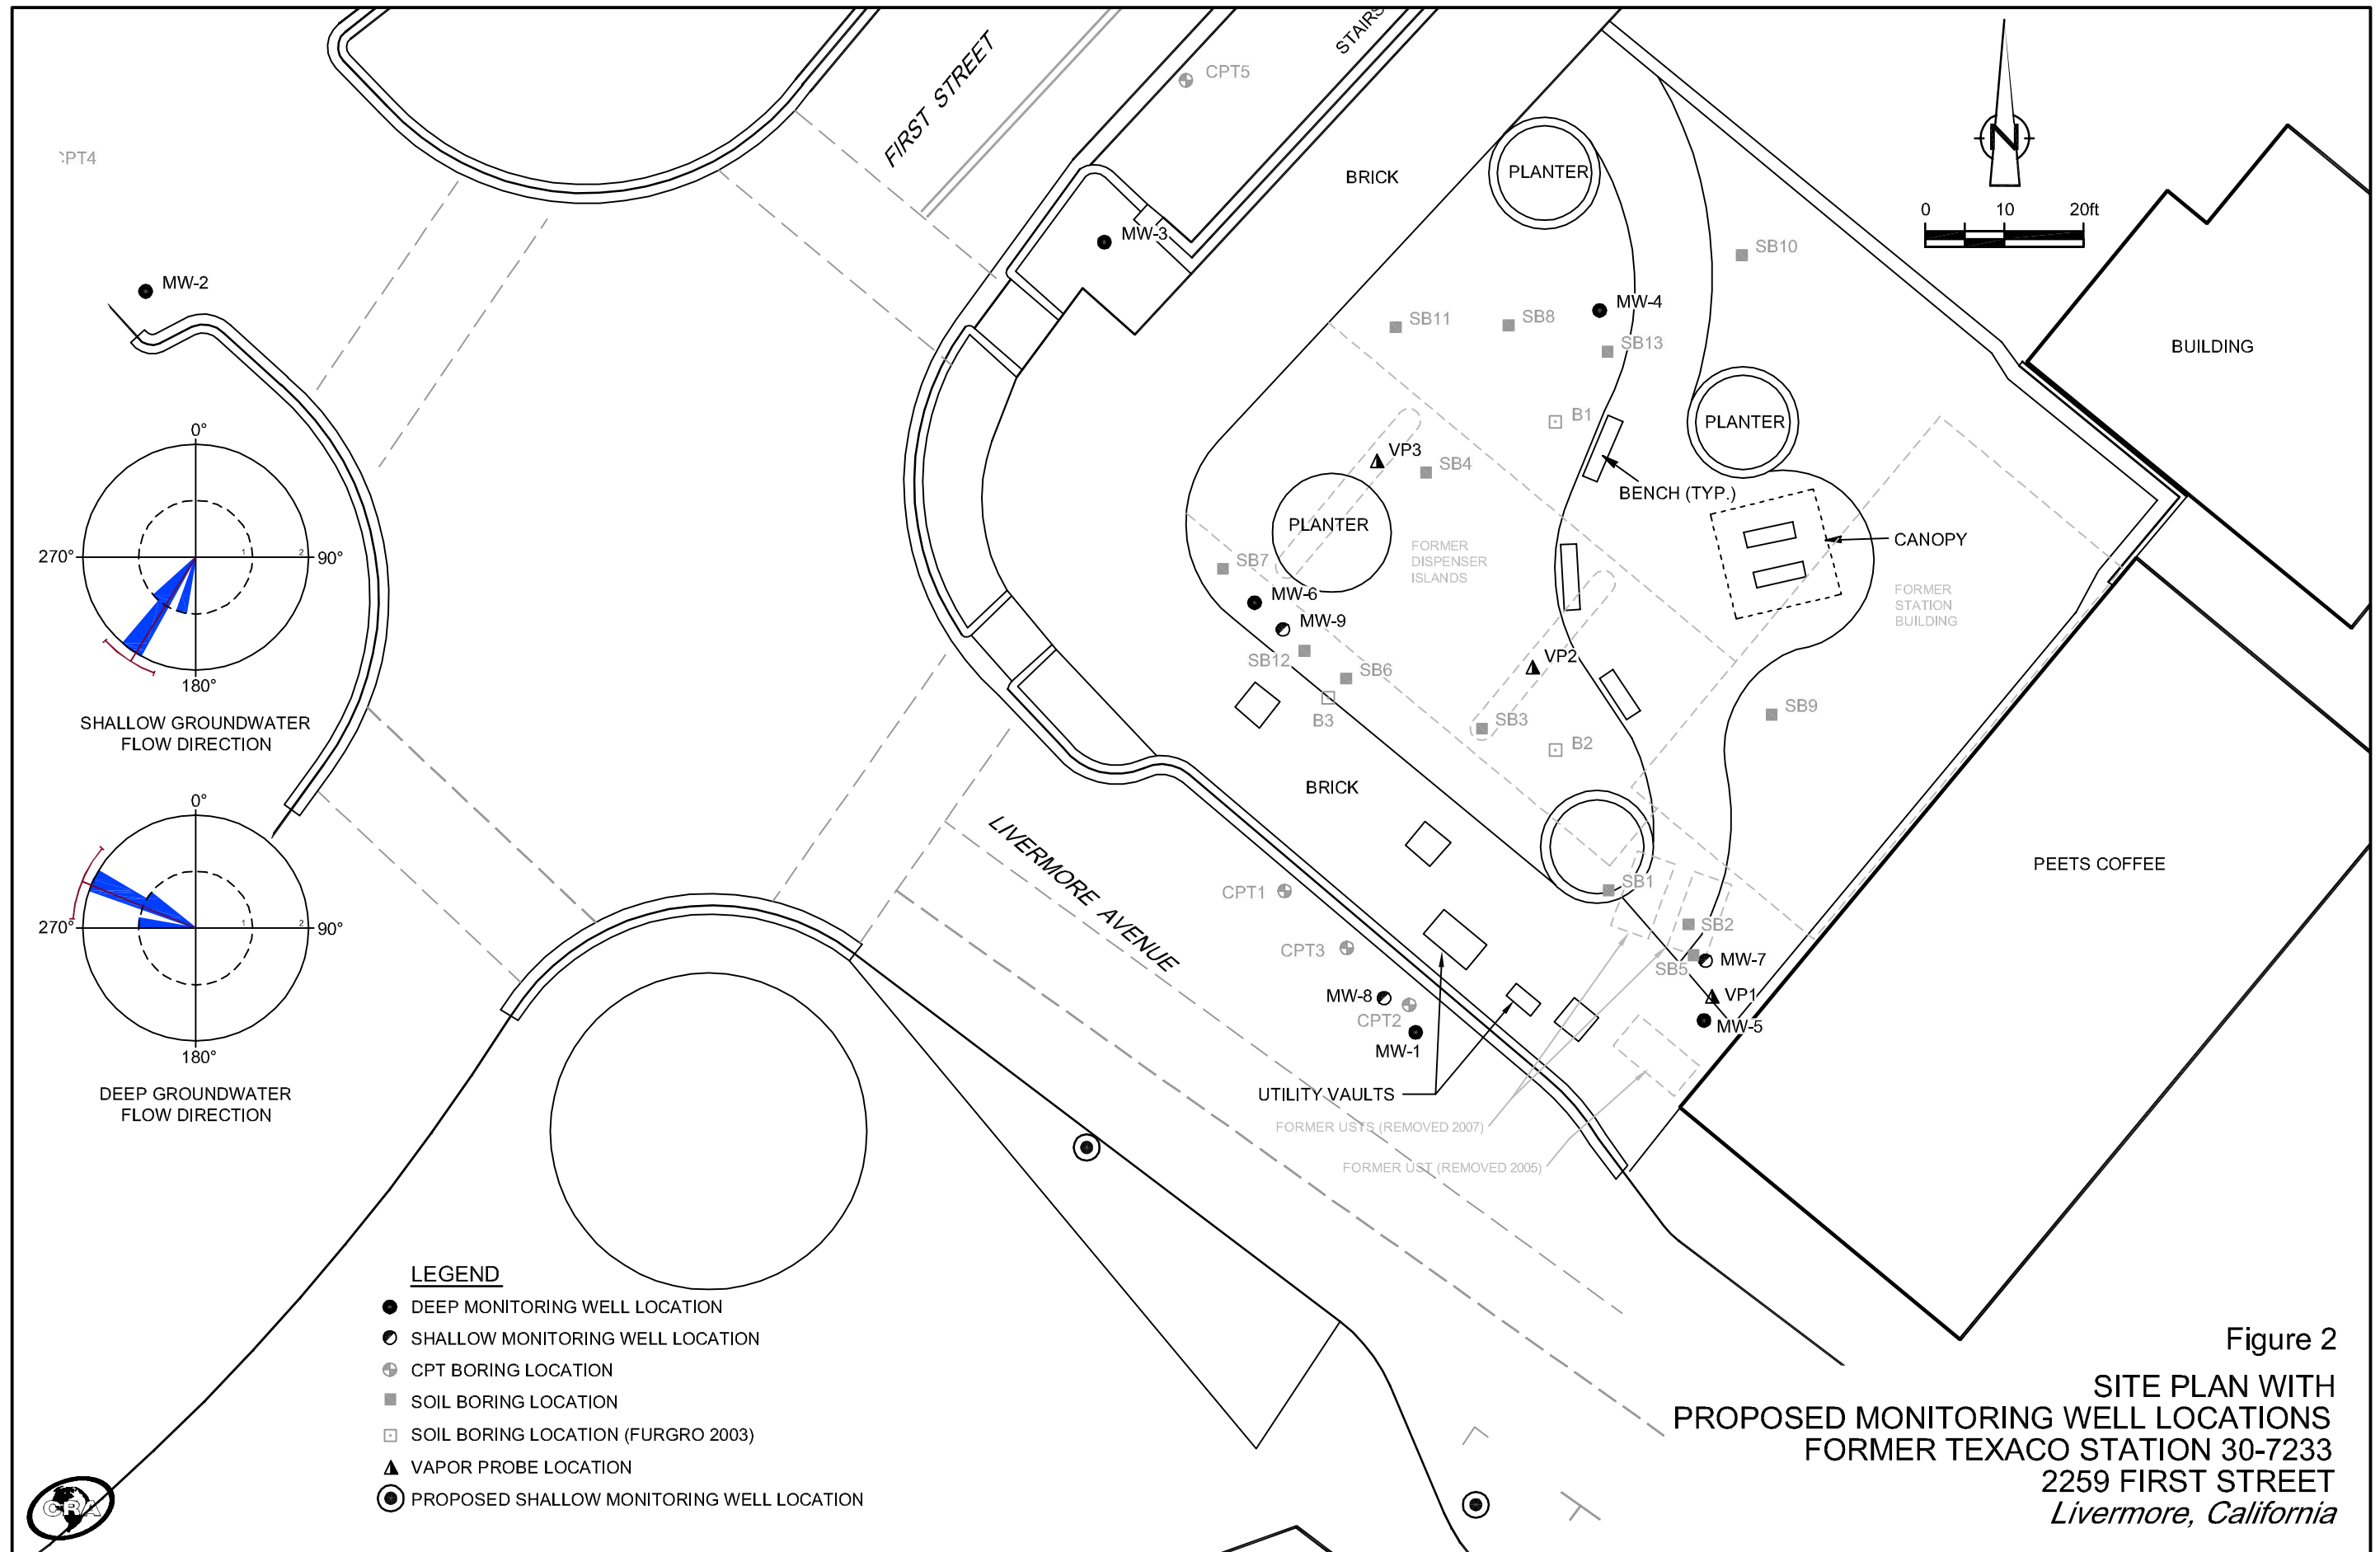 STAIRS
CPT5
FIRST STREET
PLANTER
BRICK
N
CPT4
0 10 20ft
MW-3
SB10
MW-2
MW-4
SB11
SB8
SB13
BUILDING
B1
0°
270°
90°
1
2
180°
SHALLOW GROUNDWATER
FLOW DIRECTION
VP3
SB4
PLANTER
BENCH (TYP.)
PLANTER
CANOPY
FORMER
DISPENSER
ISLANDS
SB7
MW-6
MW-9
FORMER
STATION
BUILDING
SB12
SB6
B3
VP2
SB3
B2
SB9
BRICK
0°
270°
90°
1
2
180°
DEEP GROUNDWATER
FLOW DIRECTION
LIVERMORE AVENUE
PEETS COFFEE
CPT1
SB1
SB2
CPT3
SB5
MW-7
MW-8
CPT2
VP1
MW-5
MW-1
UTILITY VAULTS
FORMER USTS (REMOVED 2007)
FORMER UST (REMOVED 2005)
LEGEND
DEEP MONITORING WELL LOCATION
SHALLOW MONITORING WELL LOCATION
CPT BORING LOCATION
SOIL BORING LOCATION
SOIL BORING LOCATION (FURGRO 2003)
VAPOR PROBE LOCATION
PROPOSED SHALLOW MONITORING WELL LOCATION
CRA
Figure 2
SITE PLAN WITH
PROPOSED MONITORING WELL LOCATIONS
FORMER TEXACO STATION 30-7233
2259 FIRST STREET
Livermore, California